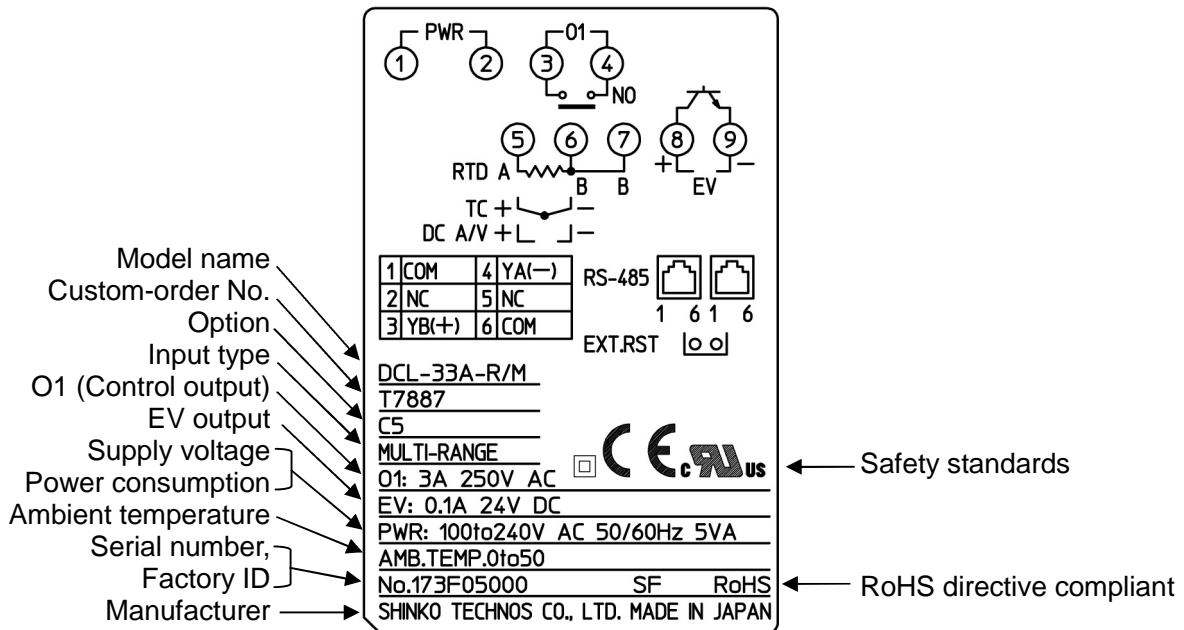 PWR
O1
1
2
3
4
NO
5
6
7
8
9
RTD A
B
B
+
EV
−
TC +
−
DC A/V +
−
1 COM 4 YA(−)
2 NC 5 NC
3 YB(+) 6 COM
RS-485
1 6 1 6
EXT.RST
Model name
Custom-order No.
Option
Input type
O1 (Control output)
EV output
Supply voltage
Power consumption
Ambient temperature
Serial number,
Factory ID
Manufacturer
DCL-33A-R/M
T7887
C5
MULTI-RANGE
O1: 3A 250V AC
EV: 0.1A 24V DC
PWR: 100to240V AC 50/60Hz 5VA
AMB.TEMP.0to50
No.173F05000 SF RoHS
SHINKO TECHNOS CO., LTD. MADE IN JAPAN
CE c RU US
Safety standards
RoHS directive compliant